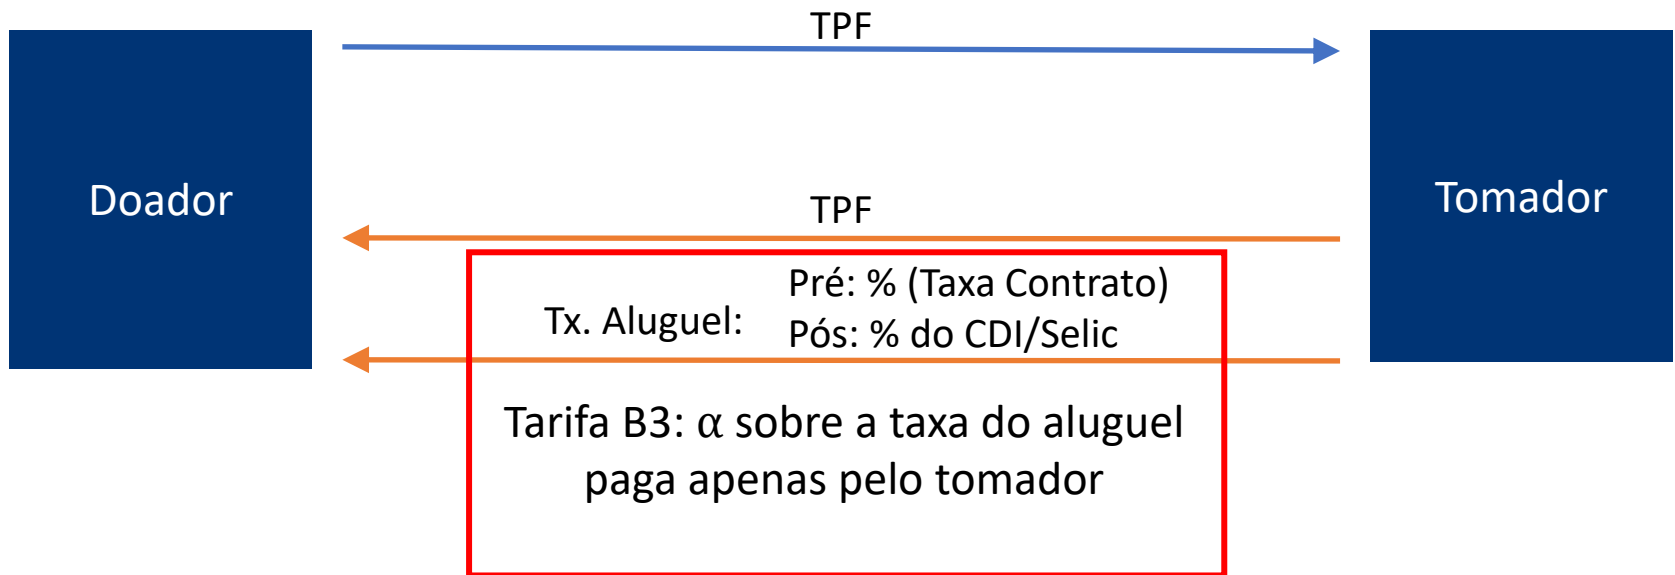 TPF
Doador
Tomador
TPF
Tx. Aluguel:
Pré: % (Taxa Contrato)
Pós: % do CDI/Selic
Tarifa B3: α sobre a taxa do aluguel
paga apenas pelo tomador